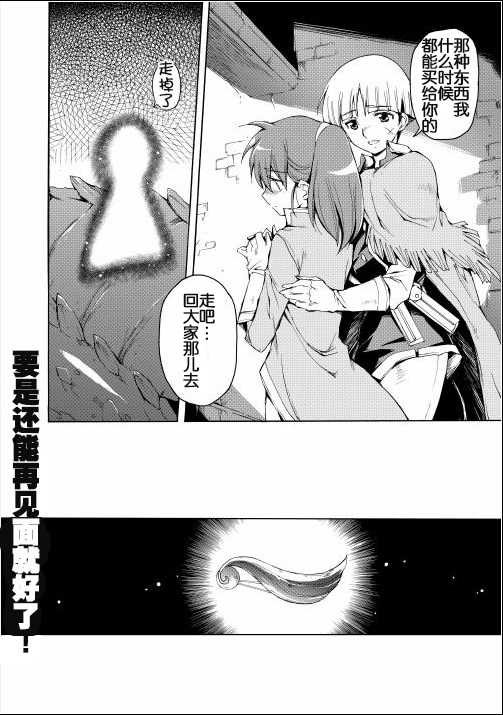 那种东西我
什么时候
都能买给你的
走吧…
回大家那儿去
走掉了
要是还能再见面就好了！